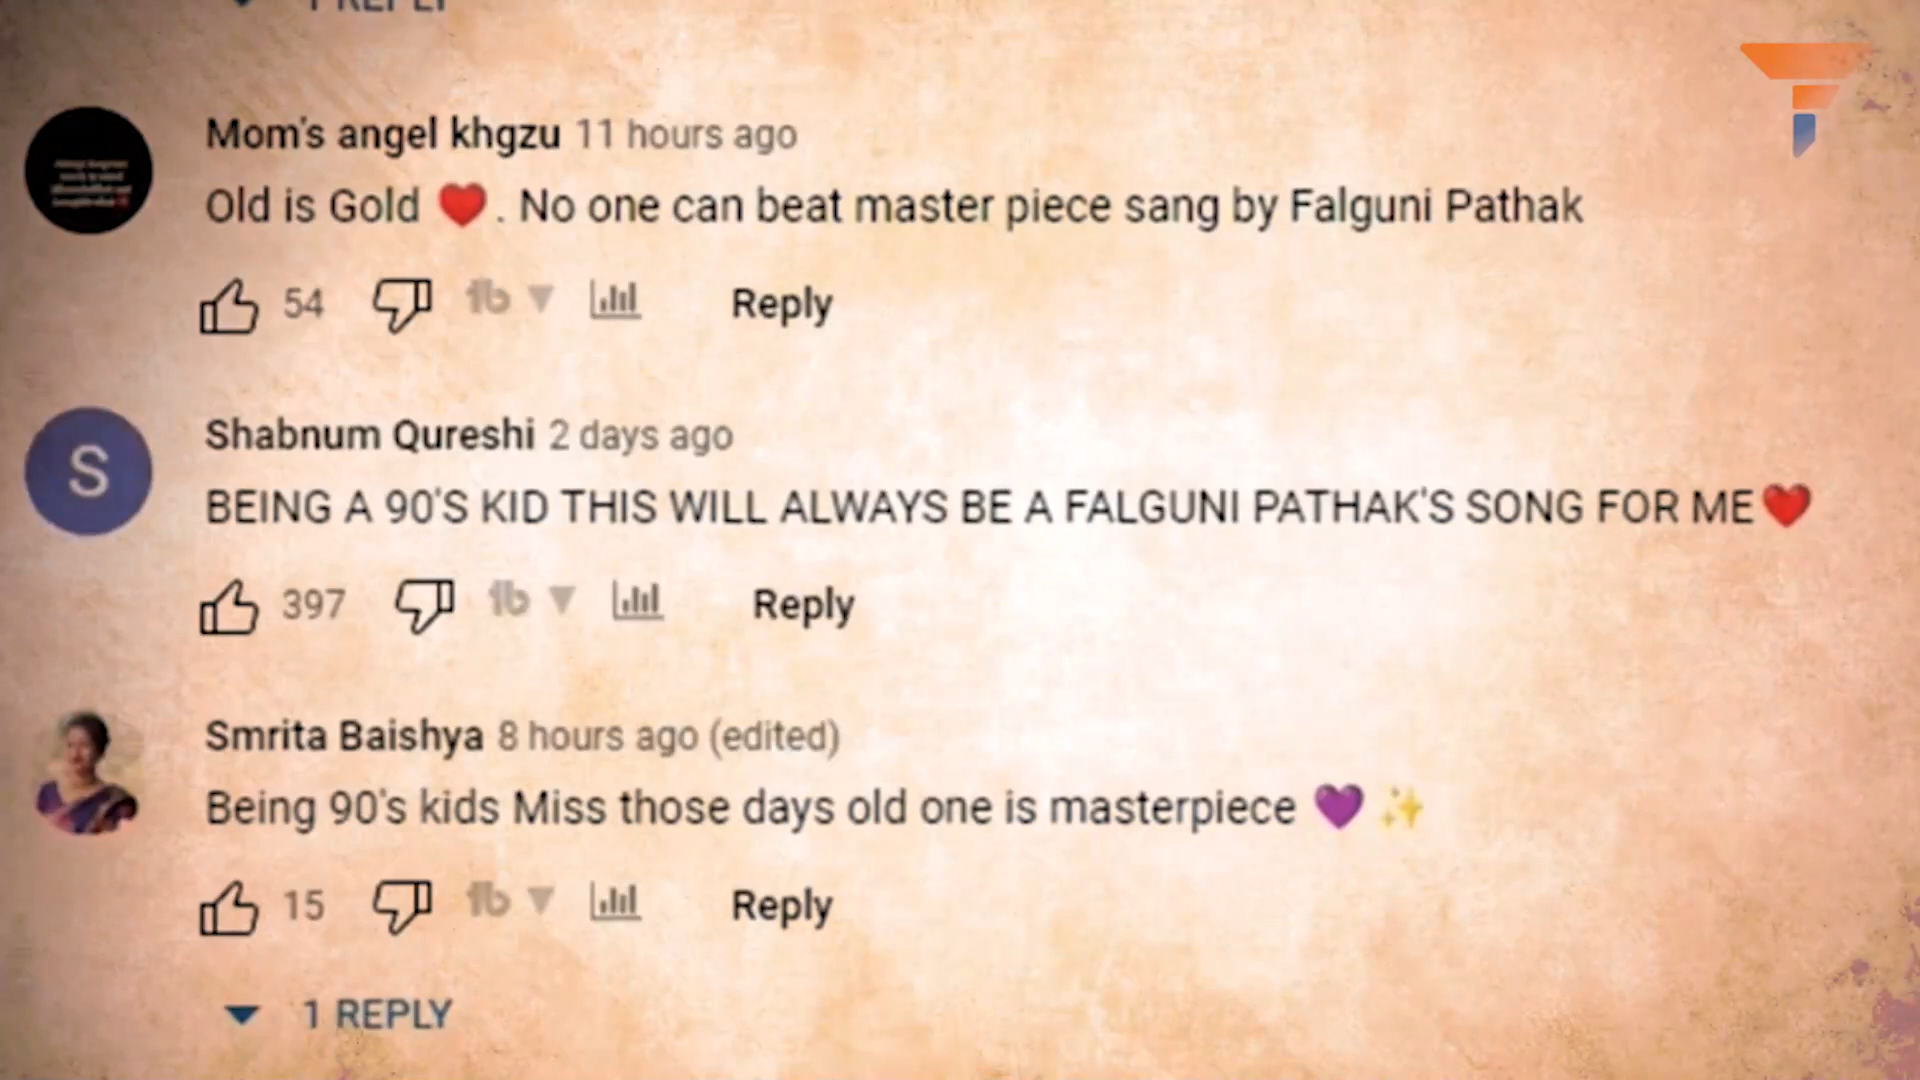 1 REPLY
Mom's angel khgzu 11 hours ago
Old is Gold ❤️. No one can beat master piece sang by Falguni Pathak
54 Reply
S
Shabnum Qureshi 2 days ago
BEING A 90'S KID THIS WILL ALWAYS BE A FALGUNI PATHAK'S SONG FOR ME❤️
397 Reply
Smrita Baishya 8 hours ago (edited)
Being 90's kids Miss those days old one is masterpiece 💜 ✨
15 Reply
1 REPLY